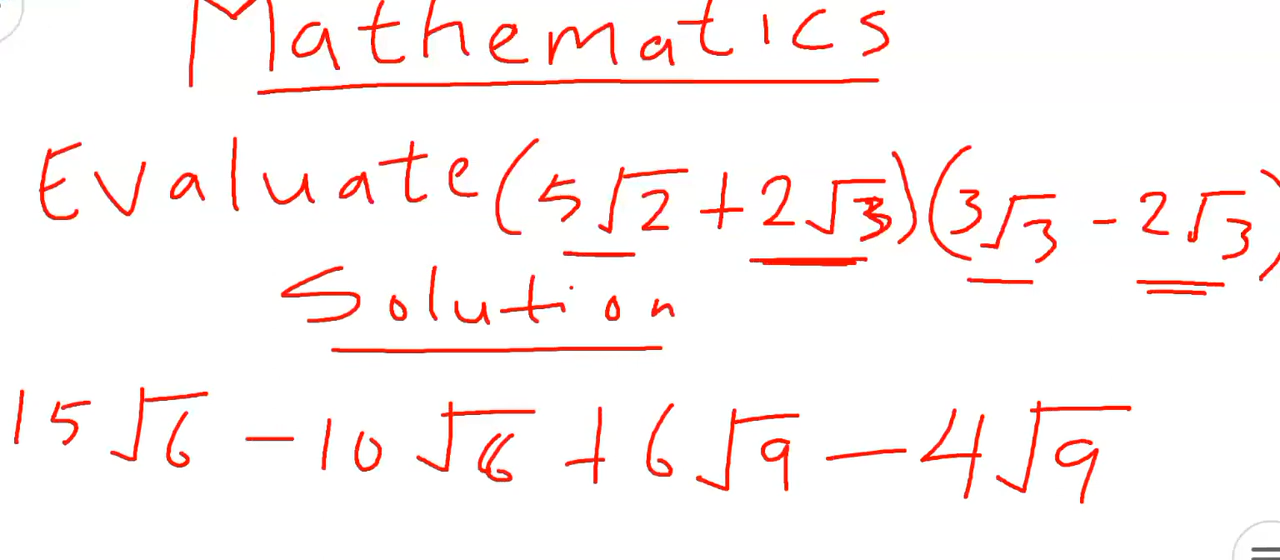 Mathematics
Evaluate (5√2 + 2√3)(3√3 - 2√3)
Solution
15√6 - 10√6 + 6√9 - 4√9